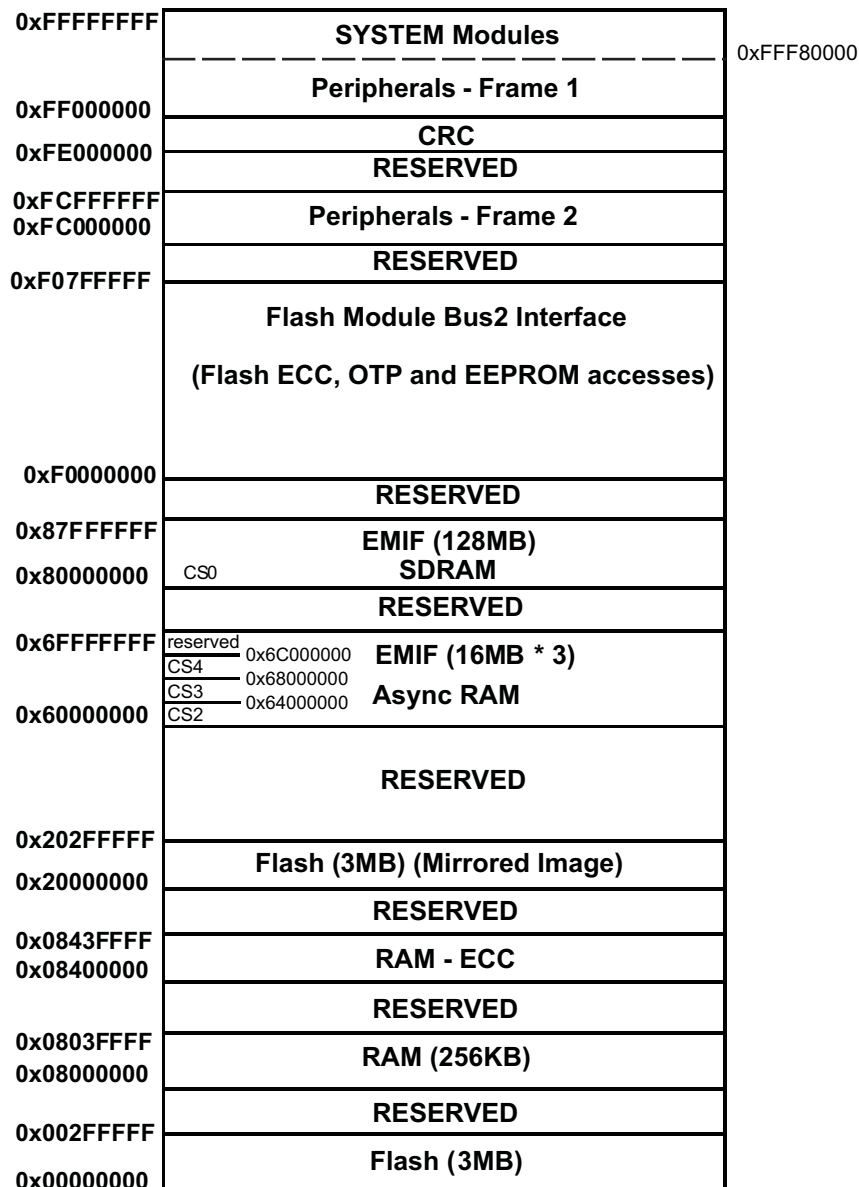 0xFFFFFFFF
SYSTEM Modules
0xFFF80000
Peripherals - Frame 1
0xFF000000
CRC
0xFE000000
RESERVED
0xFCFFFFFF
Peripherals - Frame 2
0xFC000000
RESERVED
0xF07FFFFF
Flash Module Bus2 Interface
(Flash ECC, OTP and EEPROM accesses)
0xF0000000
RESERVED
0x87FFFFFF
EMIF (128MB)
0x80000000
CS0
SDRAM
RESERVED
0x6FFFFFFF
reserved
0x6C000000
EMIF (16MB * 3)
CS4
0x68000000
CS3
0x64000000
Async RAM
0x60000000
CS2
RESERVED
0x202FFFFF
Flash (3MB) (Mirrored Image)
0x20000000
RESERVED
0x0843FFFF
RAM - ECC
0x08400000
RESERVED
0x0803FFFF
RAM (256KB)
0x08000000
RESERVED
0x002FFFFF
Flash (3MB)
0x00000000